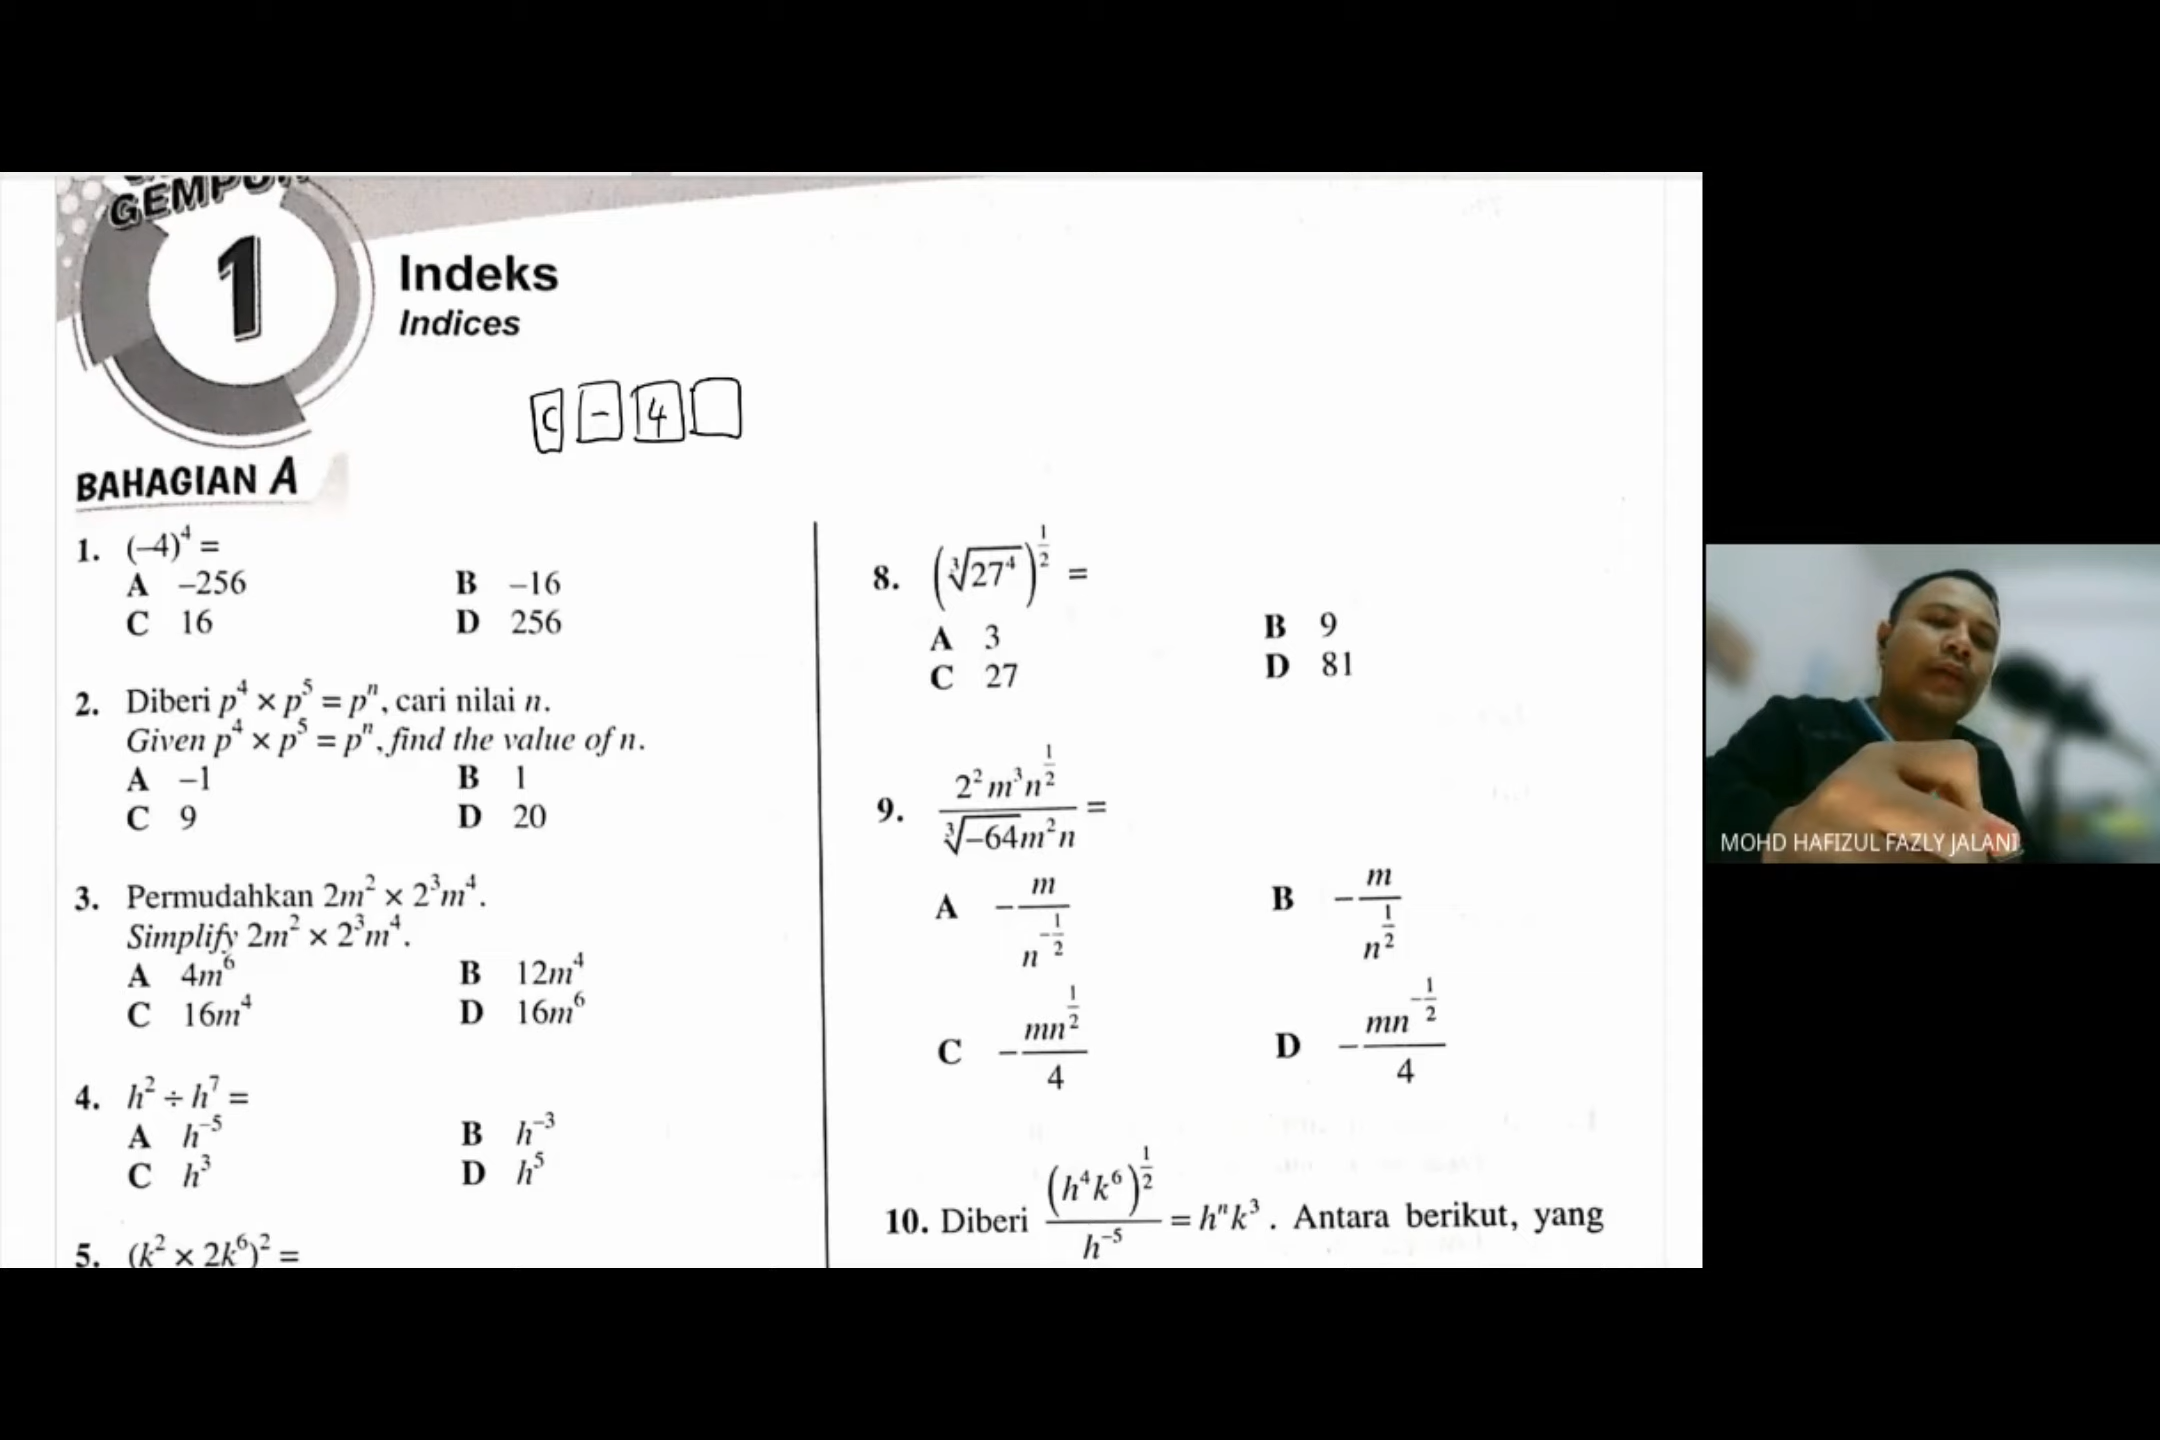 GEMPUR
1
Indeks
Indices
( - 4
BAHAGIAN A
1. (–4)⁴ =
A –256 B –16
C 16 D 256
2. Diberi p⁴ × p⁵ = pⁿ, cari nilai n.
Given p⁴ × p⁵ = pⁿ, find the value of n.
A –1 B 1
C 9 D 20
3. Permudahkan 2m² × 2³m⁴.
Simplify 2m² × 2³m⁴.
A 4m⁶ B 12m⁴
C 16m⁴ D 16m⁶
4. h² ÷ h⁷ =
A h⁻⁵ B h⁻³
C h³ D h⁵
5. (k² × 2k⁶)² =
8. (∛27⁴)^(1/2) =
A 3 B 9
C 27 D 81
9. 2²m³n^(1/2) / ∛–64m²n =
A –m/n^(–1/2) B –m/n^(1/2)
C –mn^(1/2)/4 D –mn^(–1/2)/4
10. Diberi (h⁴k⁶)^(1/2) / h⁻⁵ = hⁿk³. Antara berikut, yang
MOHD HAFIZUL FAZLY JALANI